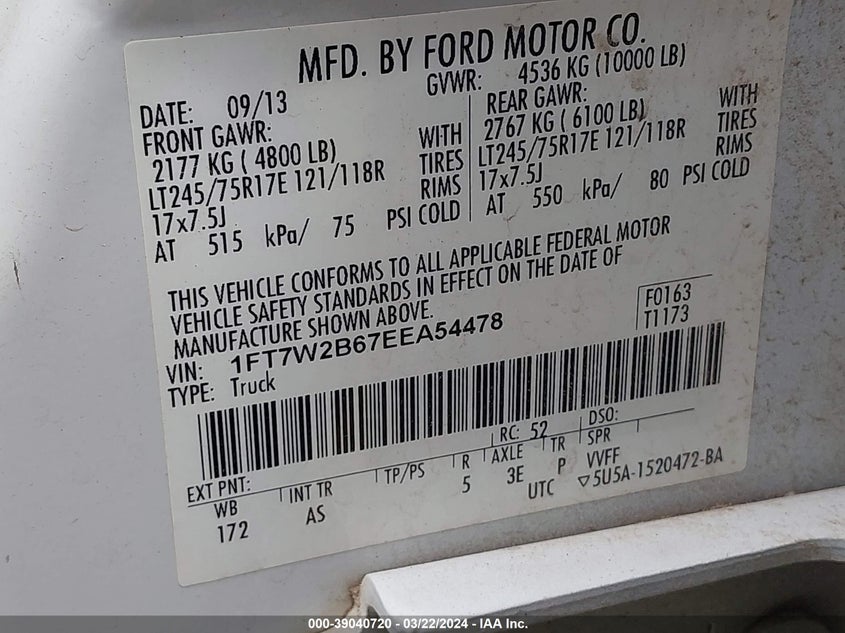 MFD. BY FORD MOTOR CO.
DATE: 09/13 GVWR: 4536 KG (10000 LB)
FRONT GAWR: REAR GAWR:
2177 KG ( 4800 LB) WITH 2767 KG ( 6100 LB) WITH
LT245/75R17E 121/118R TIRES LT245/75R17E 121/118R TIRES
17x7.5J RIMS 17x7.5J RIMS
AT 515 kPa/ 75 PSI COLD AT 550 kPa/ 80 PSI COLD
THIS VEHICLE CONFORMS TO ALL APPLICABLE FEDERAL MOTOR
VEHICLE SAFETY STANDARDS IN EFFECT ON THE DATE OF
MANUFACTURE SHOWN ABOVE.
VIN: 1FT7W2B67EEA54478
TYPE: Truck
F0163
T1173
EXT PNT: RC: 52 DSO:
WB INT TR TP/PS R AXLE TR SPR
172 AS 5 3E P VVFF
UTC ▽5U5A-1520472-BA
000-39040720 - 03/22/2024 - IAA Inc.